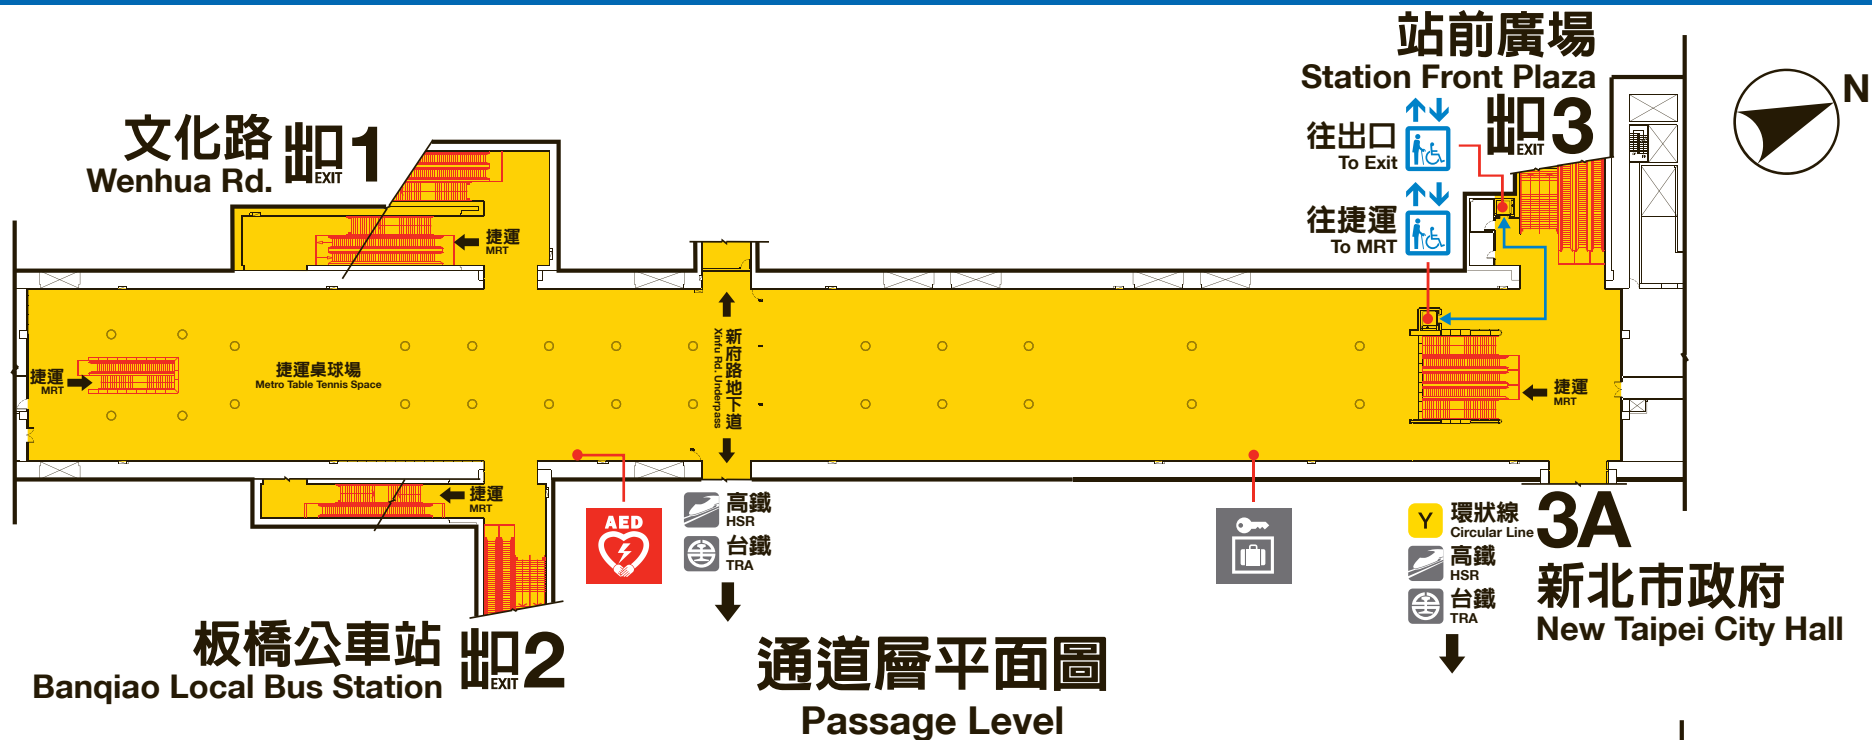 站前廣場
Station Front Plaza
出口 3
EXIT
N
往出口
To Exit
往捷運
To MRT
文化路
Wenhua Rd.
出口 1
EXIT
捷運
MRT
捷運
MRT
捷運桌球場
Metro Table Tennis Space
新府路地下道
Xinfu Rd. Underpass
捷運
MRT
捷運
MRT
AED
高鐵
HSR
台鐵
TRA
Y
環狀線
Circular Line
高鐵
HSR
台鐵
TRA
3A
新北市政府
New Taipei City Hall
板橋公車站
Banqiao Local Bus Station
出口 2
EXIT
通道層平面圖
Passage Level